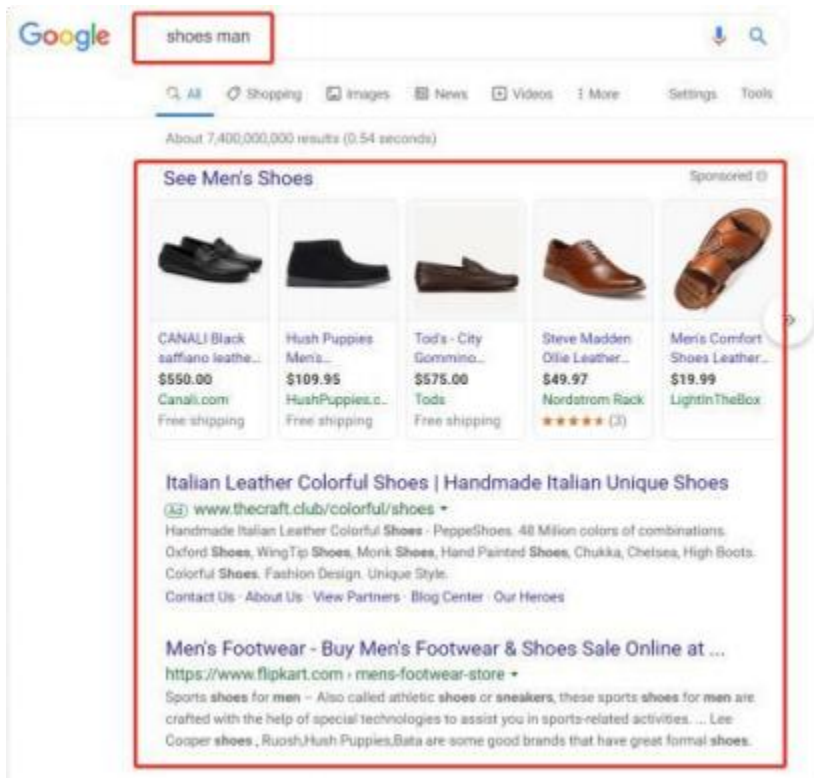 Google
shoes man
All Shopping Images News Videos More Settings Tools
About 7,400,000,000 results (0.54 seconds)
See Men's Shoes
Sponsored
CANALI Black
saffiano leathe...
$550.00
Canali.com
Free shipping
Hush Puppies
Men's...
$109.95
HushPuppies.c..
Free shipping
Tod's - City
Gommino...
$575.00
Tods
Free shipping
Steve Madden
Ollie Leather...
$49.97
Nordstrom Rack
(3)
Men's Comfort
Shoes Leather...
$19.99
LightInTheBox
Italian Leather Colorful Shoes | Handmade Italian Unique Shoes
Ad www.thecraft.club/colorful/shoes
Handmade Italian Leather Colorful Shoes - PeppeShoes. 48 Milion colors of combinations.
Oxford Shoes, WingTip Shoes, Monk Shoes, Hand Painted Shoes, Chukka, Chelsea, High Boots.
Colorful Shoes. Fashion Design. Unique Style.
Contact Us · About Us · View Partners · Blog Center · Our Heroes
Men's Footwear - Buy Men's Footwear & Shoes Sale Online at ...
https://www.flipkart.com › mens-footwear-store
Sports shoes for men – Also called athletic shoes or sneakers, these sports shoes for men are
crafted with the help of special technologies to assist you in sports-related activities. ... Lee
Cooper shoes , Ruosh,Hush Puppies,Bata are some good brands that have great formal shoes.